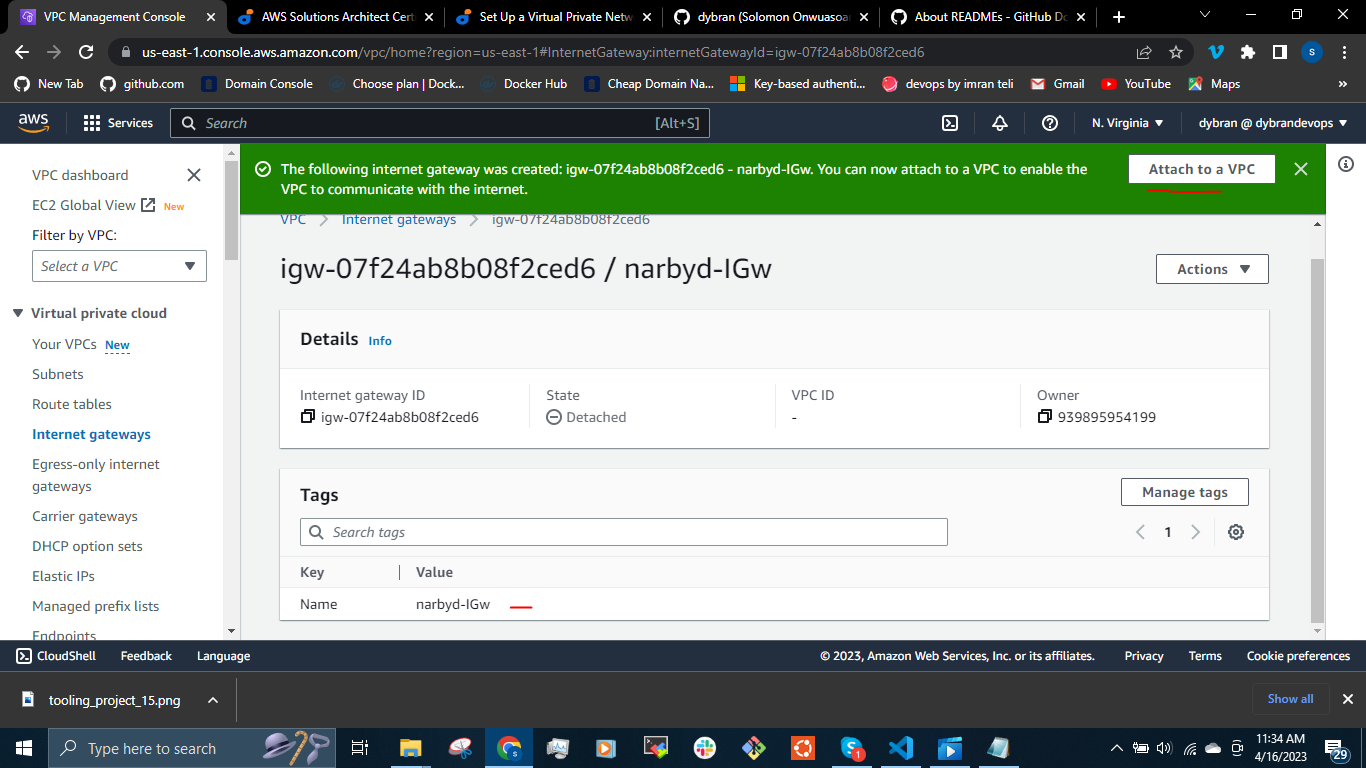 VPC Management Console
AWS Solutions Architect Cert
Set Up a Virtual Private Netw
dybran (Solomon Onwuasoan
About READMEs - GitHub Do
us-east-1.console.aws.amazon.com/vpc/home?region=us-east-1#InternetGateway:internetGatewayId=igw-07f24ab8b08f2ced6
S
New Tab
github.com
Domain Console
Choose plan | Dock...
Docker Hub
Cheap Domain Na...
Key-based authenti...
devops by imran teli
Gmail
YouTube
Maps
»
aws
Services
Search
[Alt+S]
N. Virginia
dybran @ dybrandevops
VPC dashboard
EC2 Global View New
Filter by VPC:
Select a VPC
Virtual private cloud
Your VPCs New
Subnets
Route tables
Internet gateways
Egress-only internet
gateways
Carrier gateways
DHCP option sets
Elastic IPs
Managed prefix lists
Endpoints
The following internet gateway was created: igw-07f24ab8b08f2ced6 - narbyd-IGw. You can now attach to a VPC to enable the
VPC to communicate with the internet.
Attach to a VPC
VPC
Internet gateways
igw-07f24ab8b08f2ced6
igw-07f24ab8b08f2ced6 / narbyd-IGw
Actions
Details Info
Internet gateway ID
igw-07f24ab8b08f2ced6
State
Detached
VPC ID
-
Owner
939895954199
Tags
Manage tags
Search tags
1
Key
Value
Name
narbyd-IGw
CloudShell
Feedback
Language
© 2023, Amazon Web Services, Inc. or its affiliates.
Privacy
Terms
Cookie preferences
tooling_project_15.png
Show all
Type here to search
1
11:34 AM
4/16/2023
29